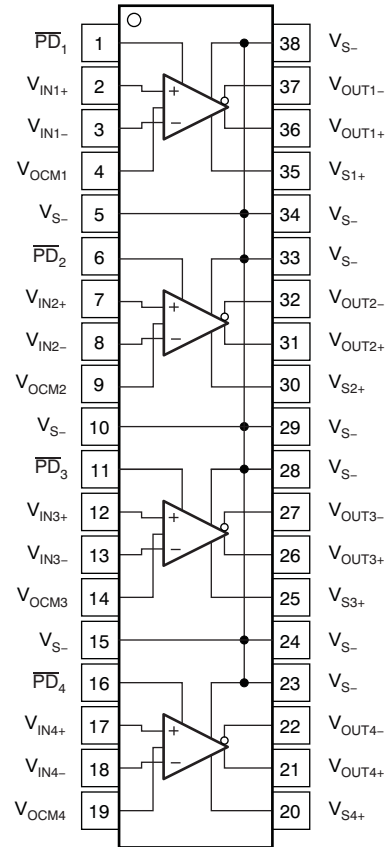 PD1 1 38 VS–
VIN1+ 2 + 37 VOUT1–
VIN1– 3 – 36 VOUT1+
VOCM1 4 35 VS1+
VS– 5 34 VS–
PD2 6 33 VS–
VIN2+ 7 + 32 VOUT2–
VIN2– 8 – 31 VOUT2+
VOCM2 9 30 VS2+
VS– 10 29 VS–
PD3 11 28 VS–
VIN3+ 12 + 27 VOUT3–
VIN3– 13 – 26 VOUT3+
VOCM3 14 25 VS3+
VS– 15 24 VS–
PD4 16 23 VS–
VIN4+ 17 + 22 VOUT4–
VIN4– 18 – 21 VOUT4+
VOCM4 19 20 VS4+